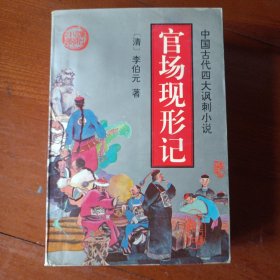 中国古代四大讽刺小说
官场现形记
［清］李伯元 著